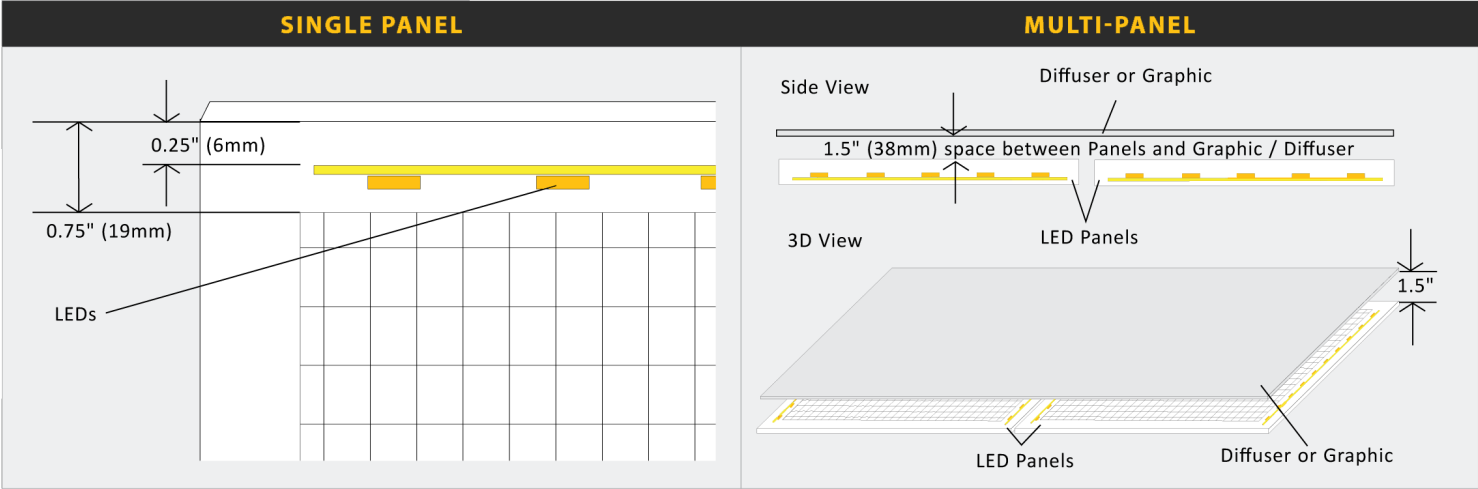 SINGLE PANEL
0.25" (6mm)
0.75" (19mm)
LEDs
MULTI-PANEL
Side View
Diffuser or Graphic
1.5" (38mm) space between Panels and Graphic / Diffuser
LED Panels
3D View
1.5"
LED Panels
Diffuser or Graphic